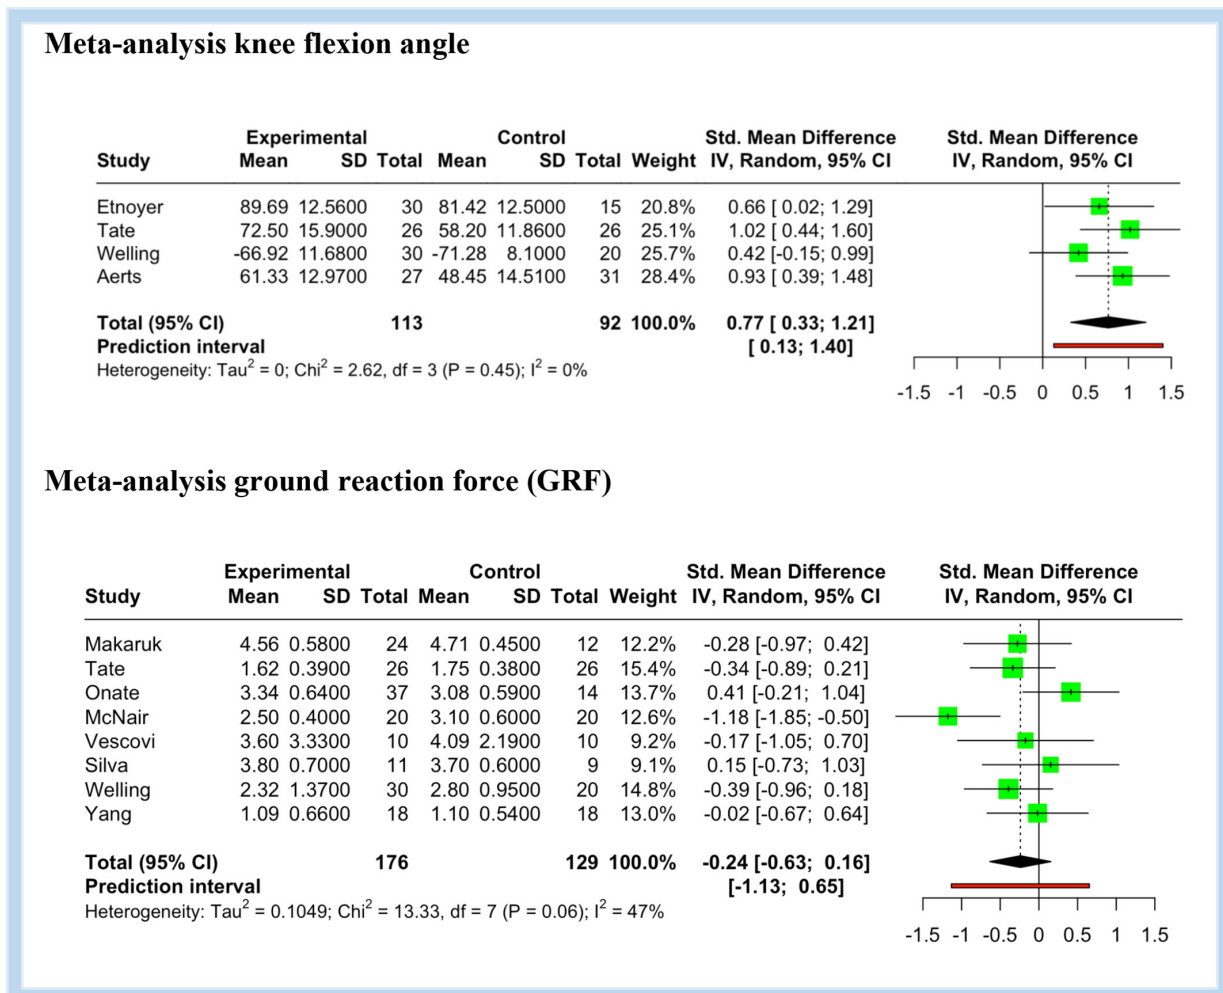 Meta-analysis knee flexion angle
Experimental Control Std. Mean Difference Std. Mean Difference
Study Mean SD Total Mean SD Total Weight IV, Random, 95% CI IV, Random, 95% CI
Etnoyer 89.69 12.5600 30 81.42 12.5000 15 20.8% 0.66 [ 0.02; 1.29]
Tate 72.50 15.9000 26 58.20 11.8600 26 25.1% 1.02 [ 0.44; 1.60]
Welling -66.92 11.6800 30 -71.28 8.1000 20 25.7% 0.42 [-0.15; 0.99]
Aerts 61.33 12.9700 27 48.45 14.5100 31 28.4% 0.93 [ 0.39; 1.48]
Total (95% CI) 113 92 100.0% 0.77 [ 0.33; 1.21]
Prediction interval [ 0.13; 1.40]
Heterogeneity: Tau² = 0; Chi² = 2.62, df = 3 (P = 0.45); I² = 0%
-1.5 -1 -0.5 0 0.5 1 1.5
Meta-analysis ground reaction force (GRF)
Experimental Control Std. Mean Difference Std. Mean Difference
Study Mean SD Total Mean SD Total Weight IV, Random, 95% CI IV, Random, 95% CI
Makaruk 4.56 0.5800 24 4.71 0.4500 12 12.2% -0.28 [-0.97; 0.42]
Tate 1.62 0.3900 26 1.75 0.3800 26 15.4% -0.34 [-0.89; 0.21]
Onate 3.34 0.6400 37 3.08 0.5900 14 13.7% 0.41 [-0.21; 1.04]
McNair 2.50 0.4000 20 3.10 0.6000 20 12.6% -1.18 [-1.85; -0.50]
Vescovi 3.60 3.3300 10 4.09 2.1900 10 9.2% -0.17 [-1.05; 0.70]
Silva 3.80 0.7000 11 3.70 0.6000 9 9.1% 0.15 [-0.73; 1.03]
Welling 2.32 1.3700 30 2.80 0.9500 20 14.8% -0.39 [-0.96; 0.18]
Yang 1.09 0.6600 18 1.10 0.5400 18 13.0% -0.02 [-0.67; 0.64]
Total (95% CI) 176 129 100.0% -0.24 [-0.63; 0.16]
Prediction interval [-1.13; 0.65]
Heterogeneity: Tau² = 0.1049; Chi² = 13.33, df = 7 (P = 0.06); I² = 47%
-1.5 -1 -0.5 0 0.5 1 1.5